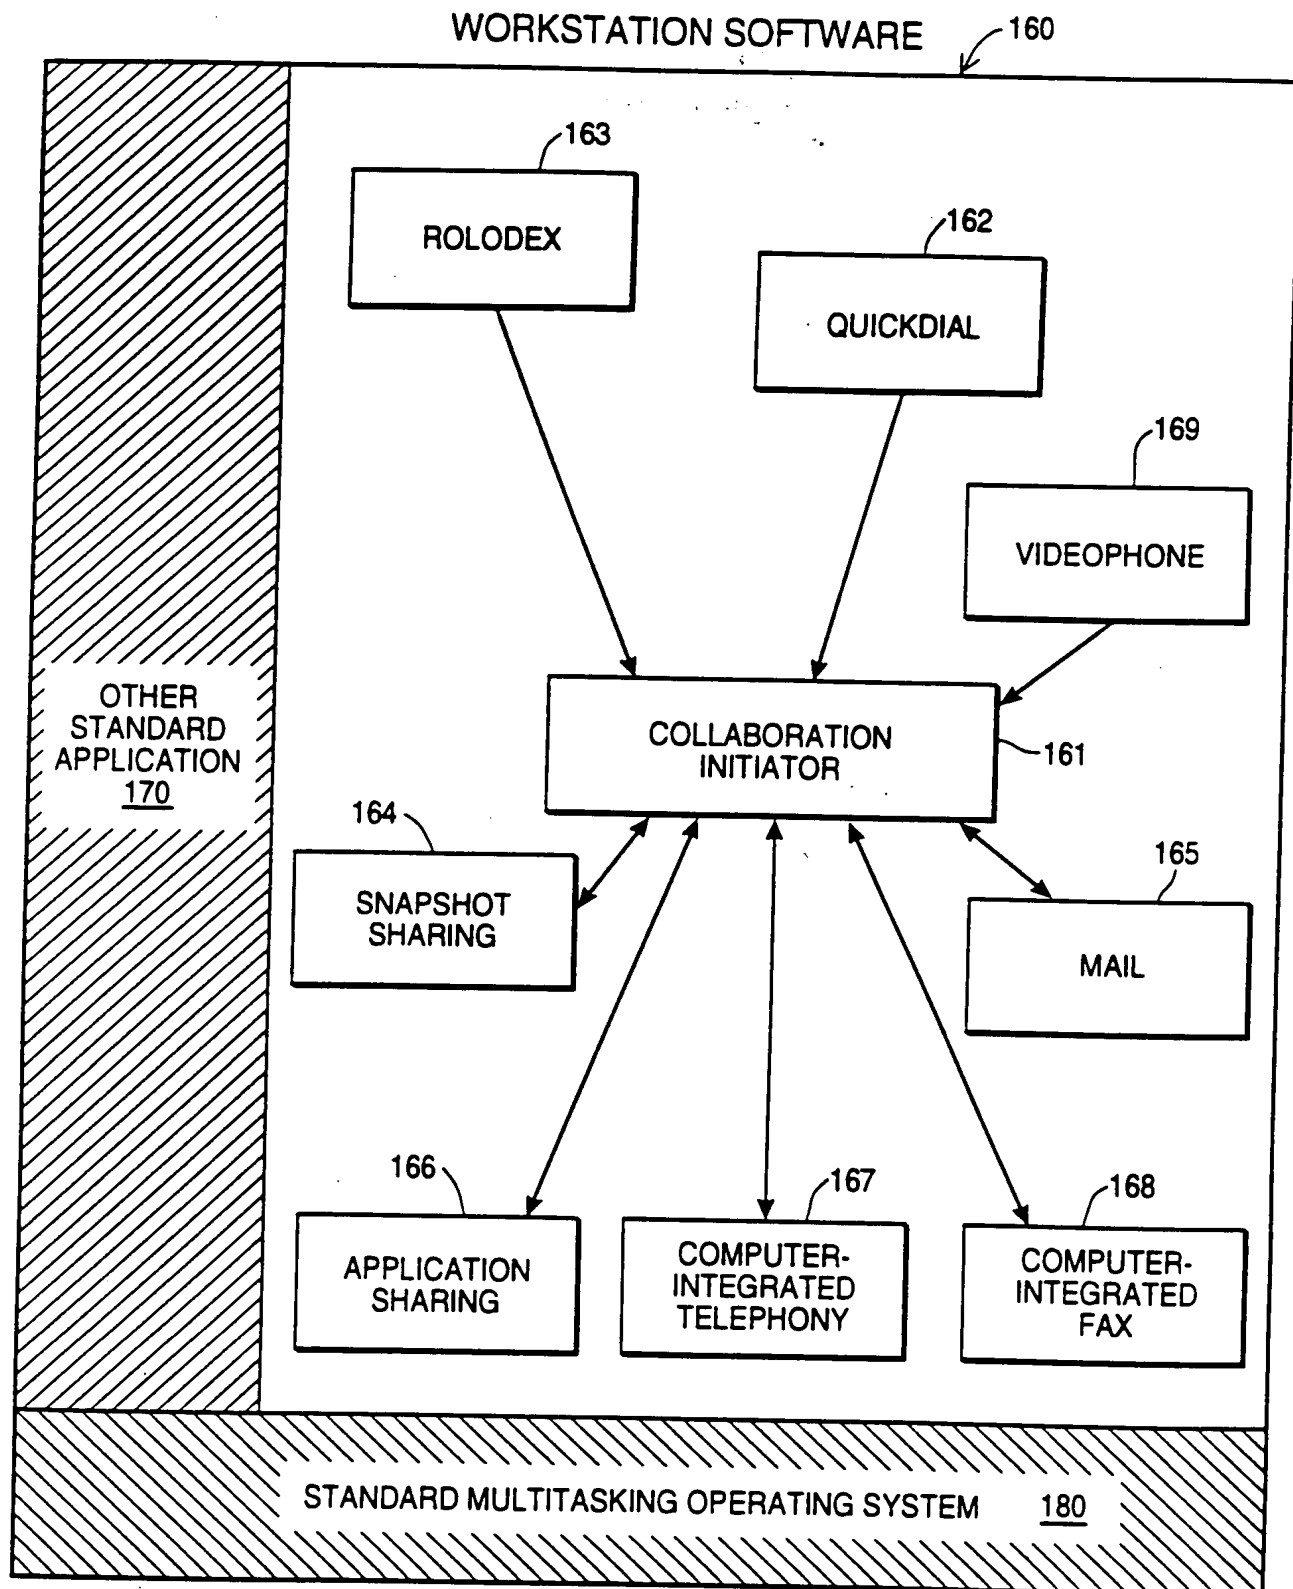 WORKSTATION SOFTWARE
160
163
ROLODEX
162
QUICKDIAL
169
VIDEOPHONE
OTHER
STANDARD
APPLICATION
170
COLLABORATION
INITIATOR
161
164
SNAPSHOT
SHARING
165
MAIL
166
APPLICATION
SHARING
167
COMPUTER-
INTEGRATED
TELEPHONY
168
COMPUTER-
INTEGRATED
FAX
STANDARD MULTITASKING OPERATING SYSTEM 180